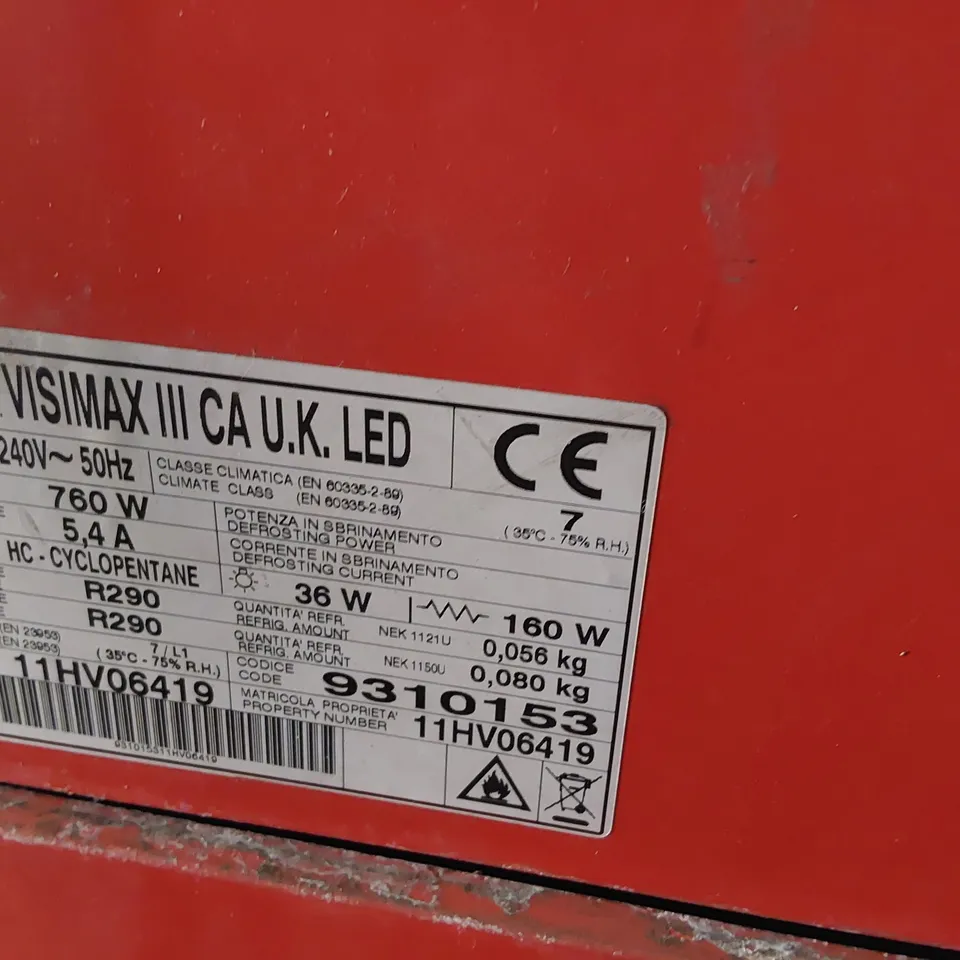 VISIMAX III CA U.K. LED
CE
240V~ 50Hz
CLASSE CLIMATICA (EN 60335-2-89)
CLIMATE CLASS (EN 60335-2-89)
7
(35°C - 75% R.H.)
760 W
POTENZA IN SBRINAMENTO
DEFROSTING POWER
5,4 A
CORRENTE IN SBRINAMENTO
DEFROSTING CURRENT
HC - CYCLOPENTANE
36 W
160 W
R290
QUANTITA' REFR.
REFRIG. AMOUNT
NEK 1121U
0,056 kg
R290
QUANTITA' REFR.
REFRIG. AMOUNT
NEK 1150U
0,080 kg
(EN 23953)
(EN 23953)
7/L1
(35°C - 75% R.H.)
CODICE
CODE
9310153
11HV06419
MATRICOLA PROPRIETA'
PROPERTY NUMBER
11HV06419
931015311HV06419